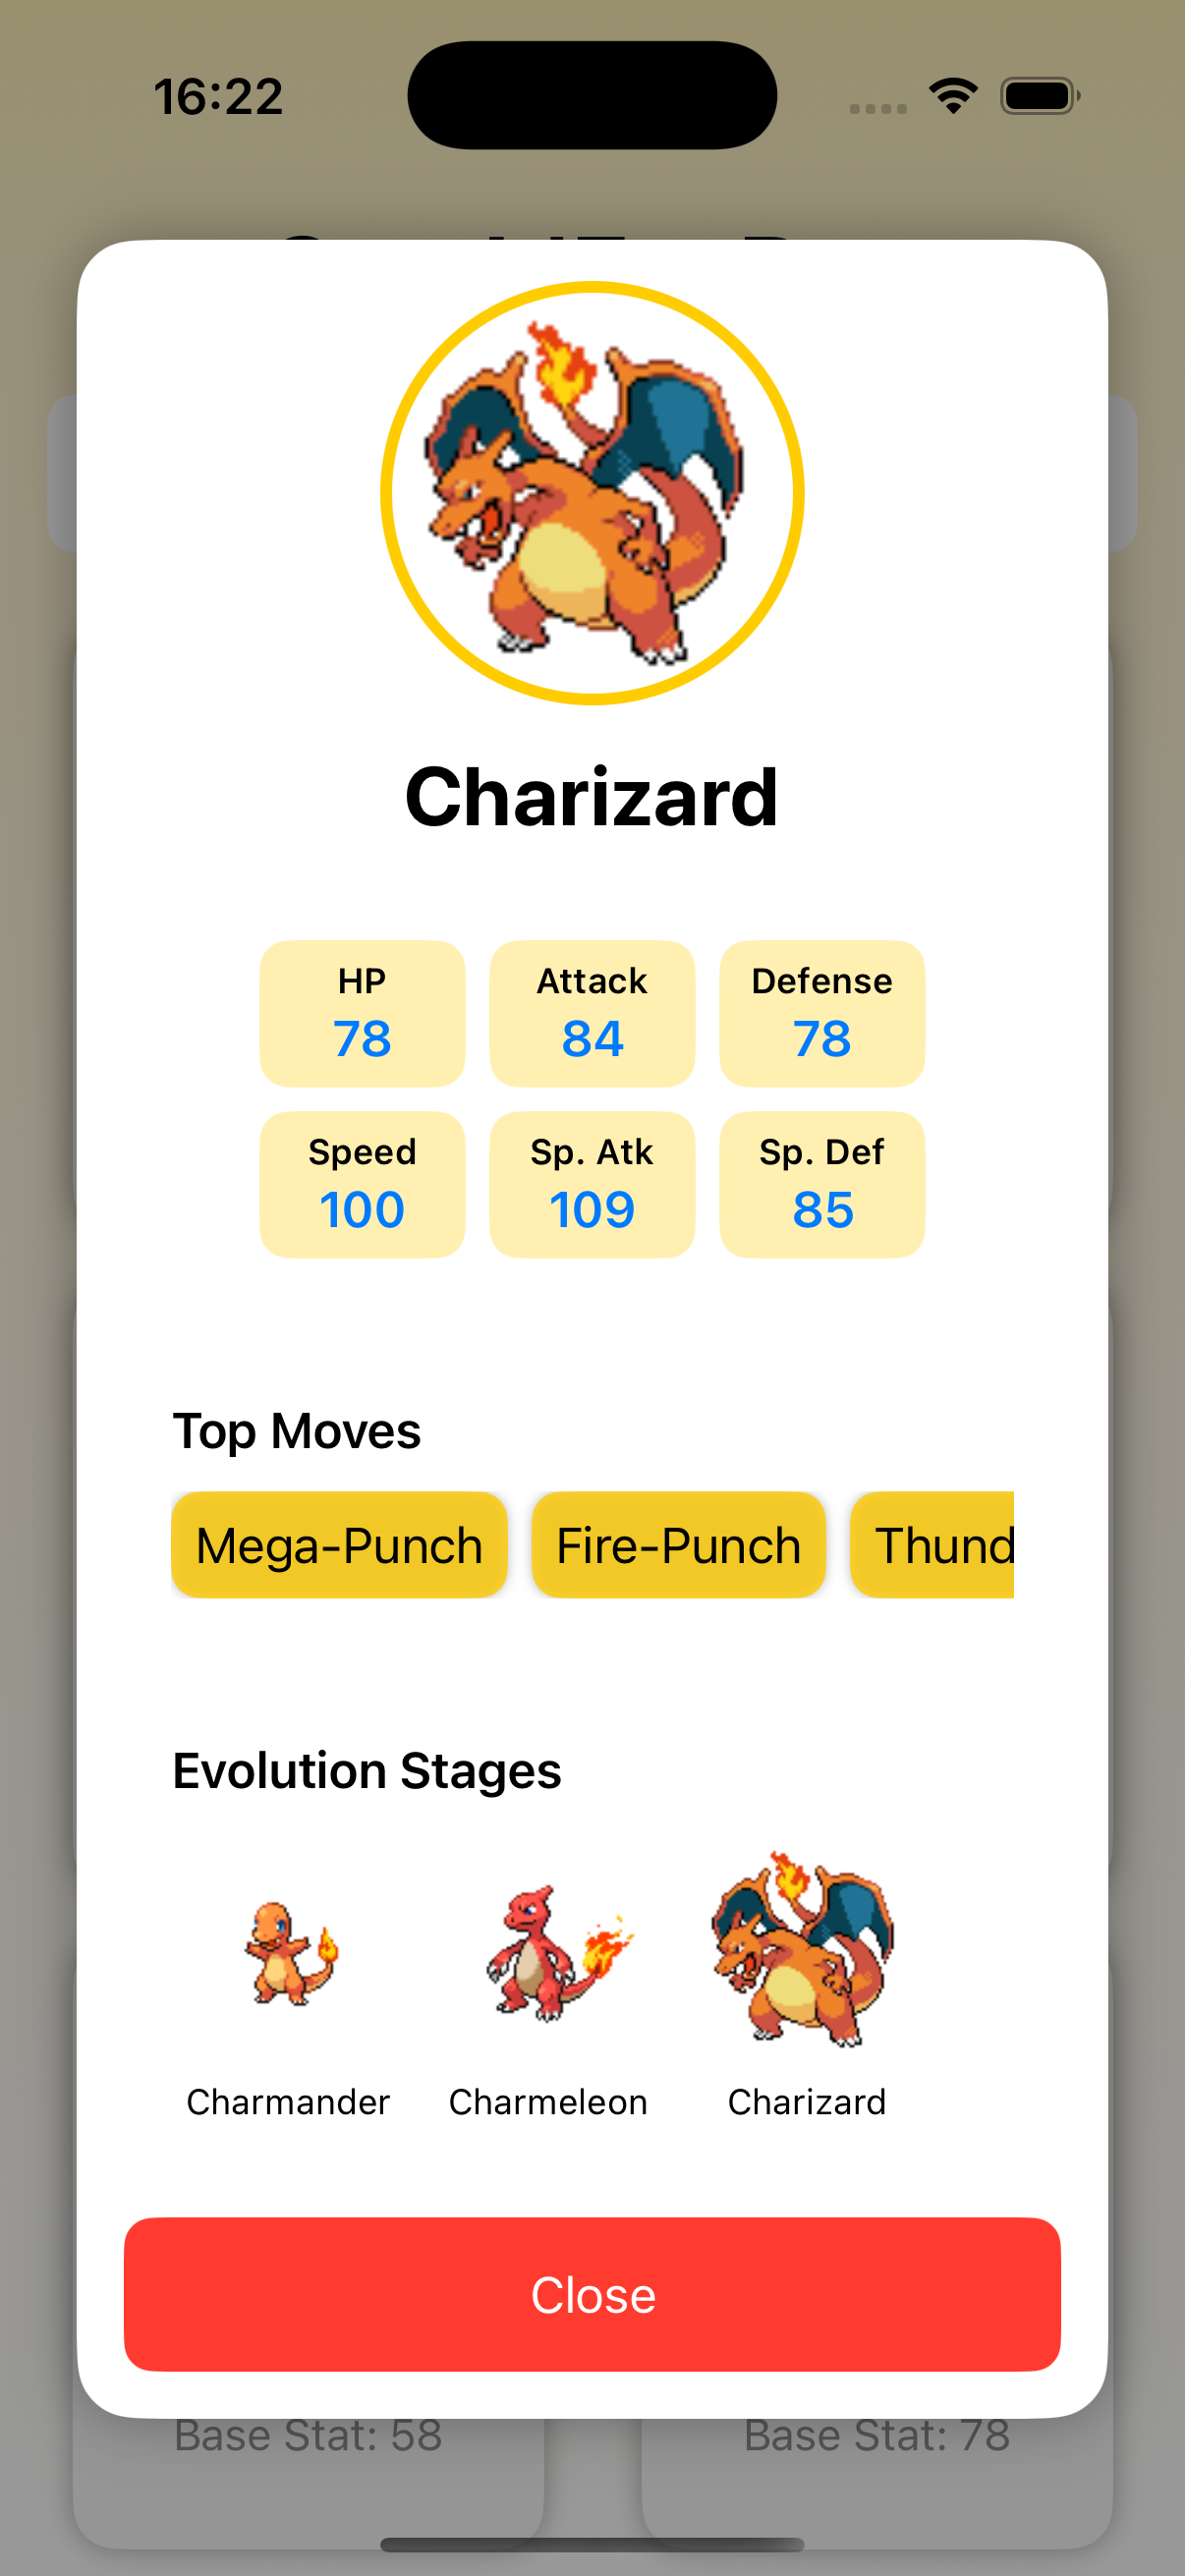 16:22
Charizard
HP Attack Defense
78 84 78
Speed Sp. Atk Sp. Def
100 109 85
Top Moves
Mega-Punch Fire-Punch Thund
Evolution Stages
Charmander Charmeleon Charizard
Close
Base Stat: 58 Base Stat: 78